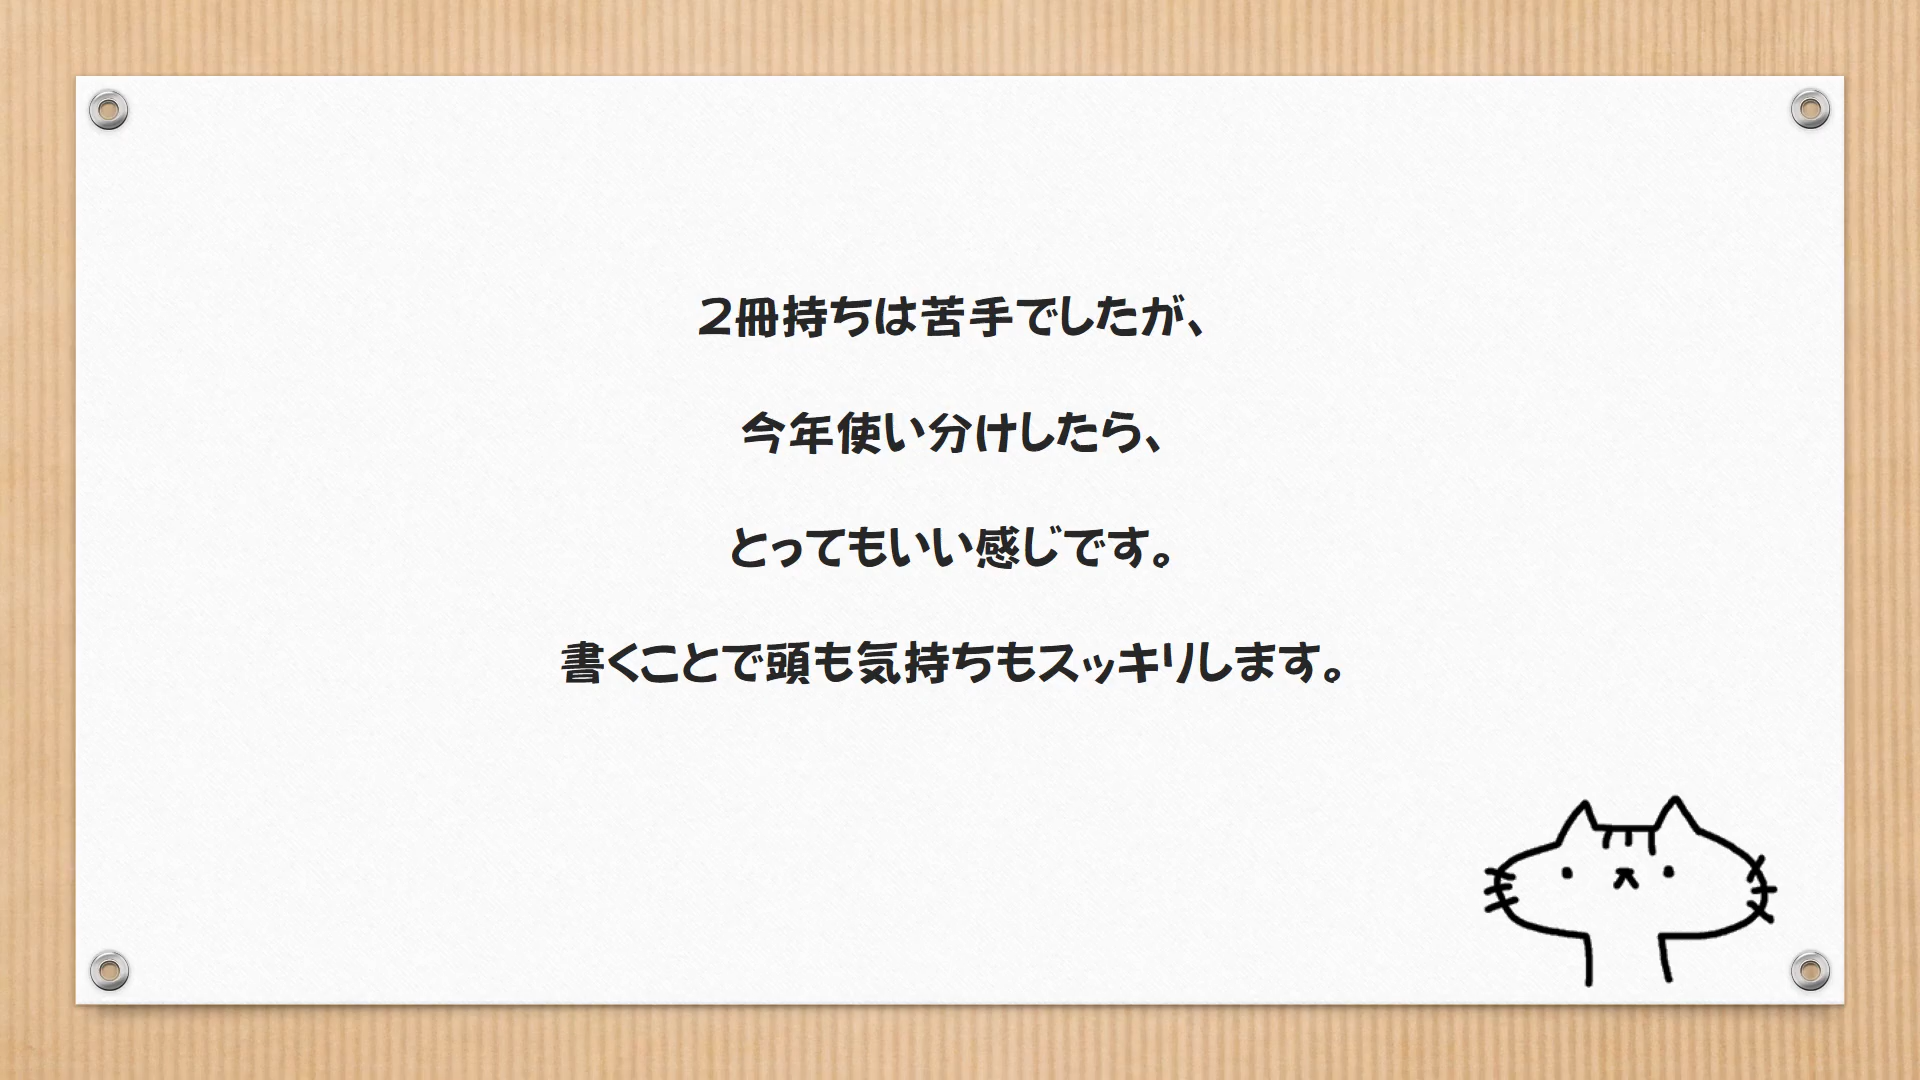 ２冊持ちは苦手でしたが、
今年使い分けしたら、
とってもいい感じです。
書くことで頭も気持ちもスッキリします。